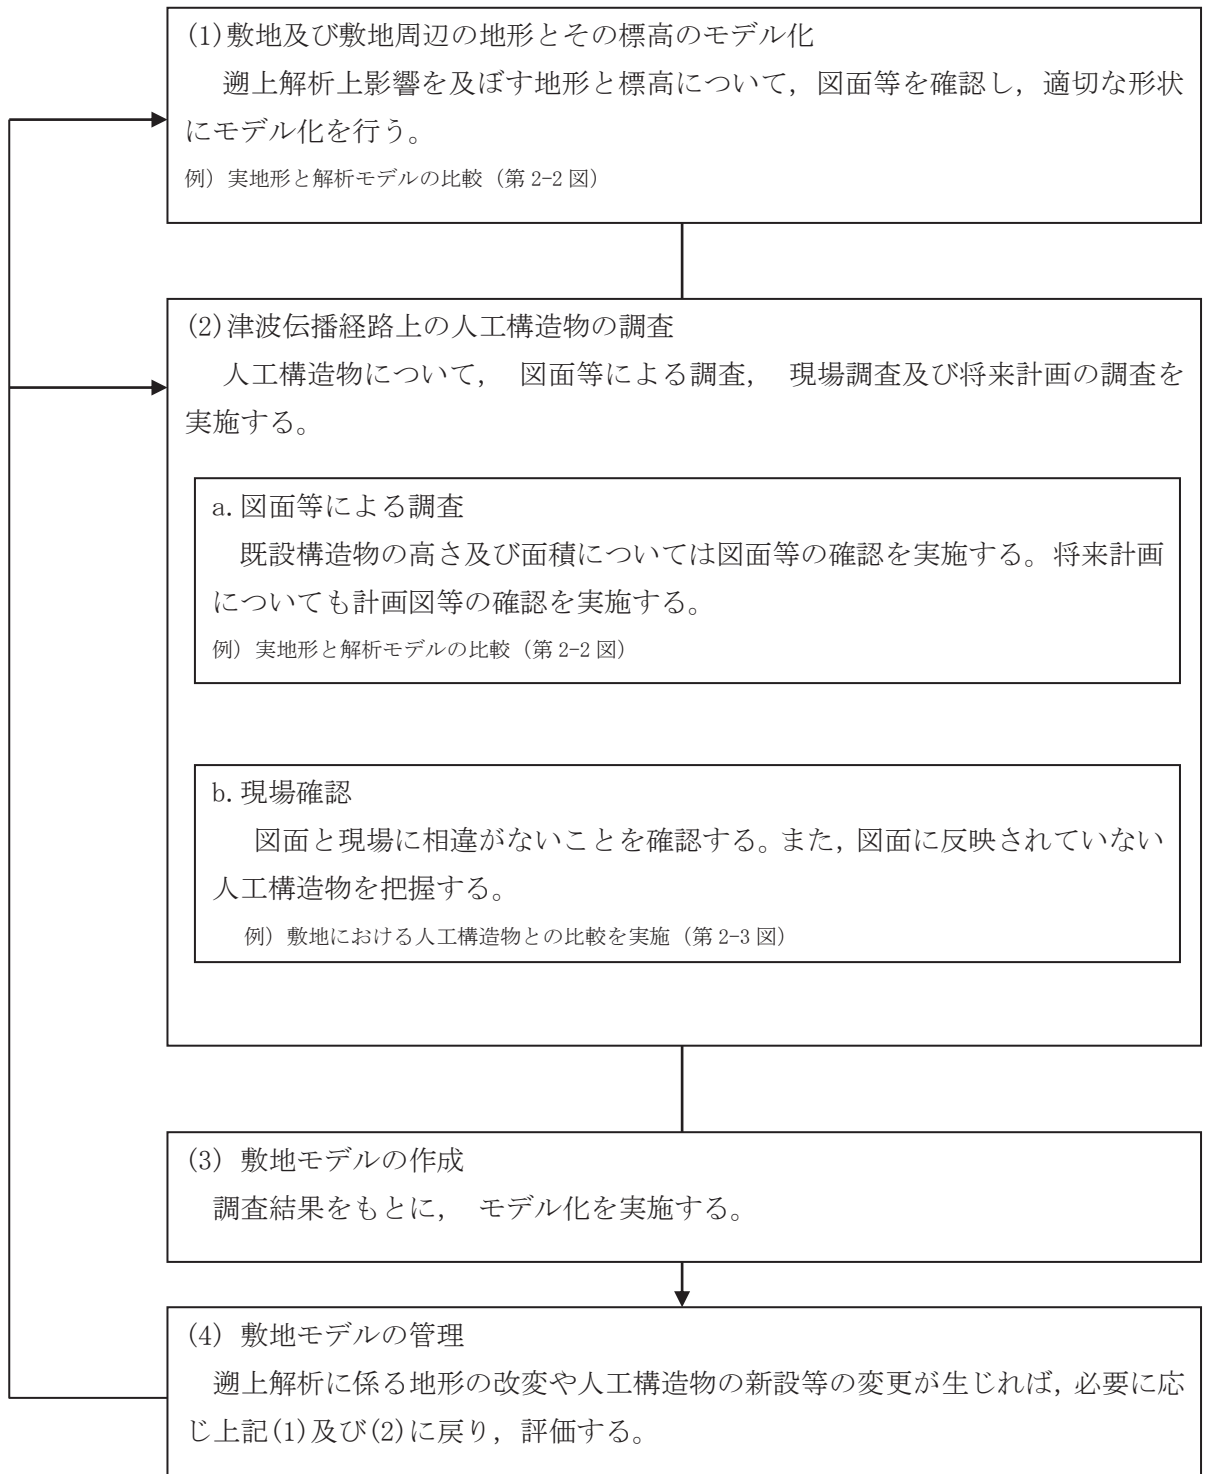 (1)敷地及び敷地周辺の地形とその標高のモデル化
遡上解析上影響を及ぼす地形と標高について，図面等を確認し，適切な形状
にモデル化を行う。
例）実地形と解析モデルの比較（第 2-2 図）
(2)津波伝播経路上の人工構造物の調査
人工構造物について， 図面等による調査， 現場調査及び将来計画の調査を
実施する。
a.図面等による調査
既設構造物の高さ及び面積については図面等の確認を実施する。将来計画
についても計画図等の確認を実施する。
例）実地形と解析モデルの比較（第 2-2 図）
b.現場確認
図面と現場に相違がないことを確認する。また，図面に反映されていない
人工構造物を把握する。
例）敷地における人工構造物との比較を実施（第 2-3 図）
(3) 敷地モデルの作成
調査結果をもとに， モデル化を実施する。
(4) 敷地モデルの管理
遡上解析に係る地形の改変や人工構造物の新設等の変更が生じれば，必要に応
じ上記(1)及び(2)に戻り，評価する。